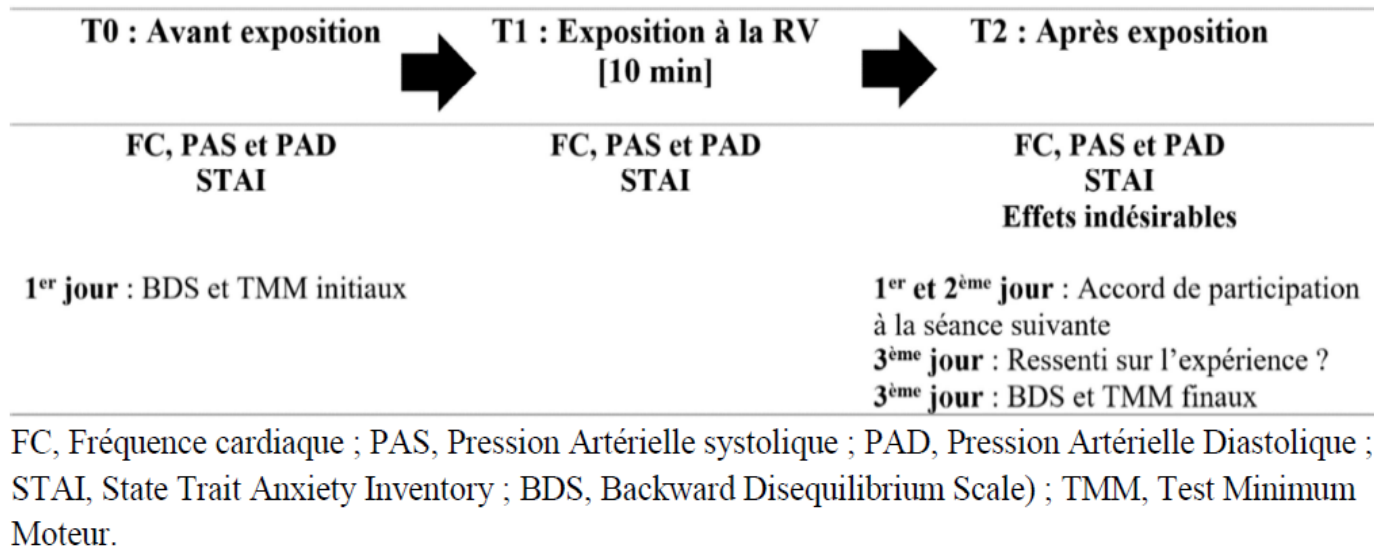 T0 : Avant exposition
T1 : Exposition à la RV
[10 min]
T2 : Après exposition
FC, PAS et PAD
STAI
FC, PAS et PAD
STAI
FC, PAS et PAD
STAI
Effets indésirables
1er jour : BDS et TMM initiaux
1er et 2ème jour : Accord de participation
à la séance suivante
3ème jour : Ressenti sur l’expérience ?
3ème jour : BDS et TMM finaux
FC, Fréquence cardiaque ; PAS, Pression Artérielle systolique ; PAD, Pression Artérielle Diastolique ;
STAI, State Trait Anxiety Inventory ; BDS, Backward Disequilibrium Scale) ; TMM, Test Minimum
Moteur.